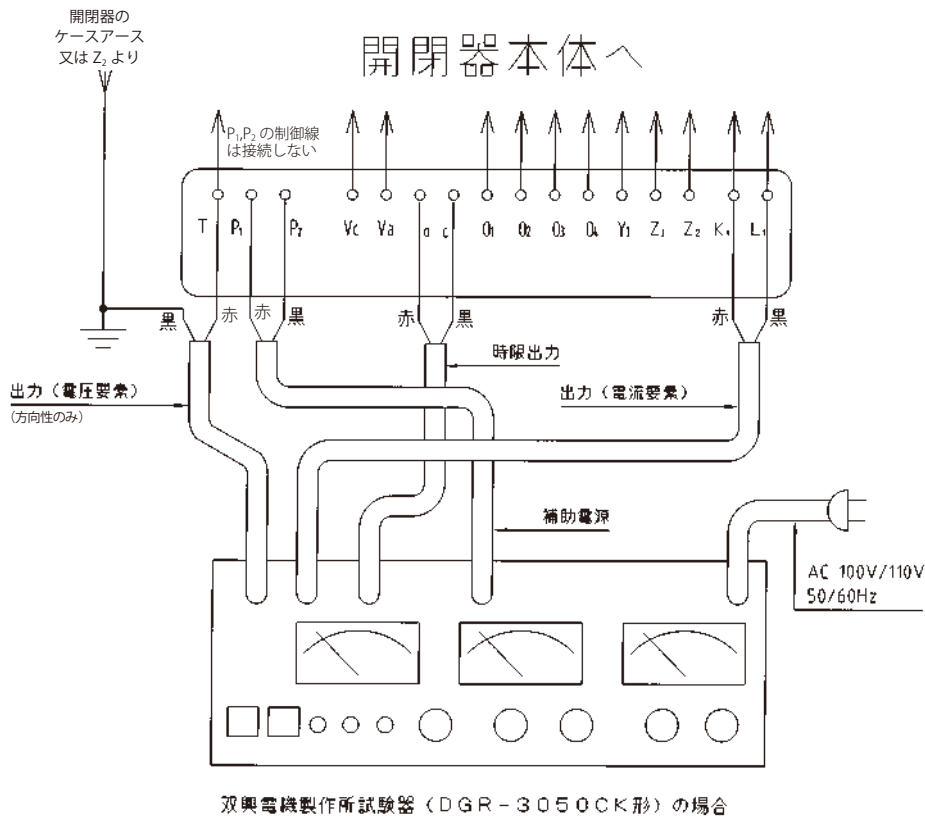 開閉器の
ケースアース
又は Z₂ より
開閉器本体へ
P₁,P₂ の制御線
は接続しない
T P₁ P₂ Vc Va a c O₁ O₂ O₃ O₄ Y₁ Z₁ Z₂ K₁ L₁
黒 赤 赤 黒 赤 黒 赤 黒
時限出力
出力（電圧要素）
(方向性のみ)
出力（電流要素）
補助電源
AC 100V/110V
50/60Hz
双興電機製作所試験器（DGR-3050CK形）の場合